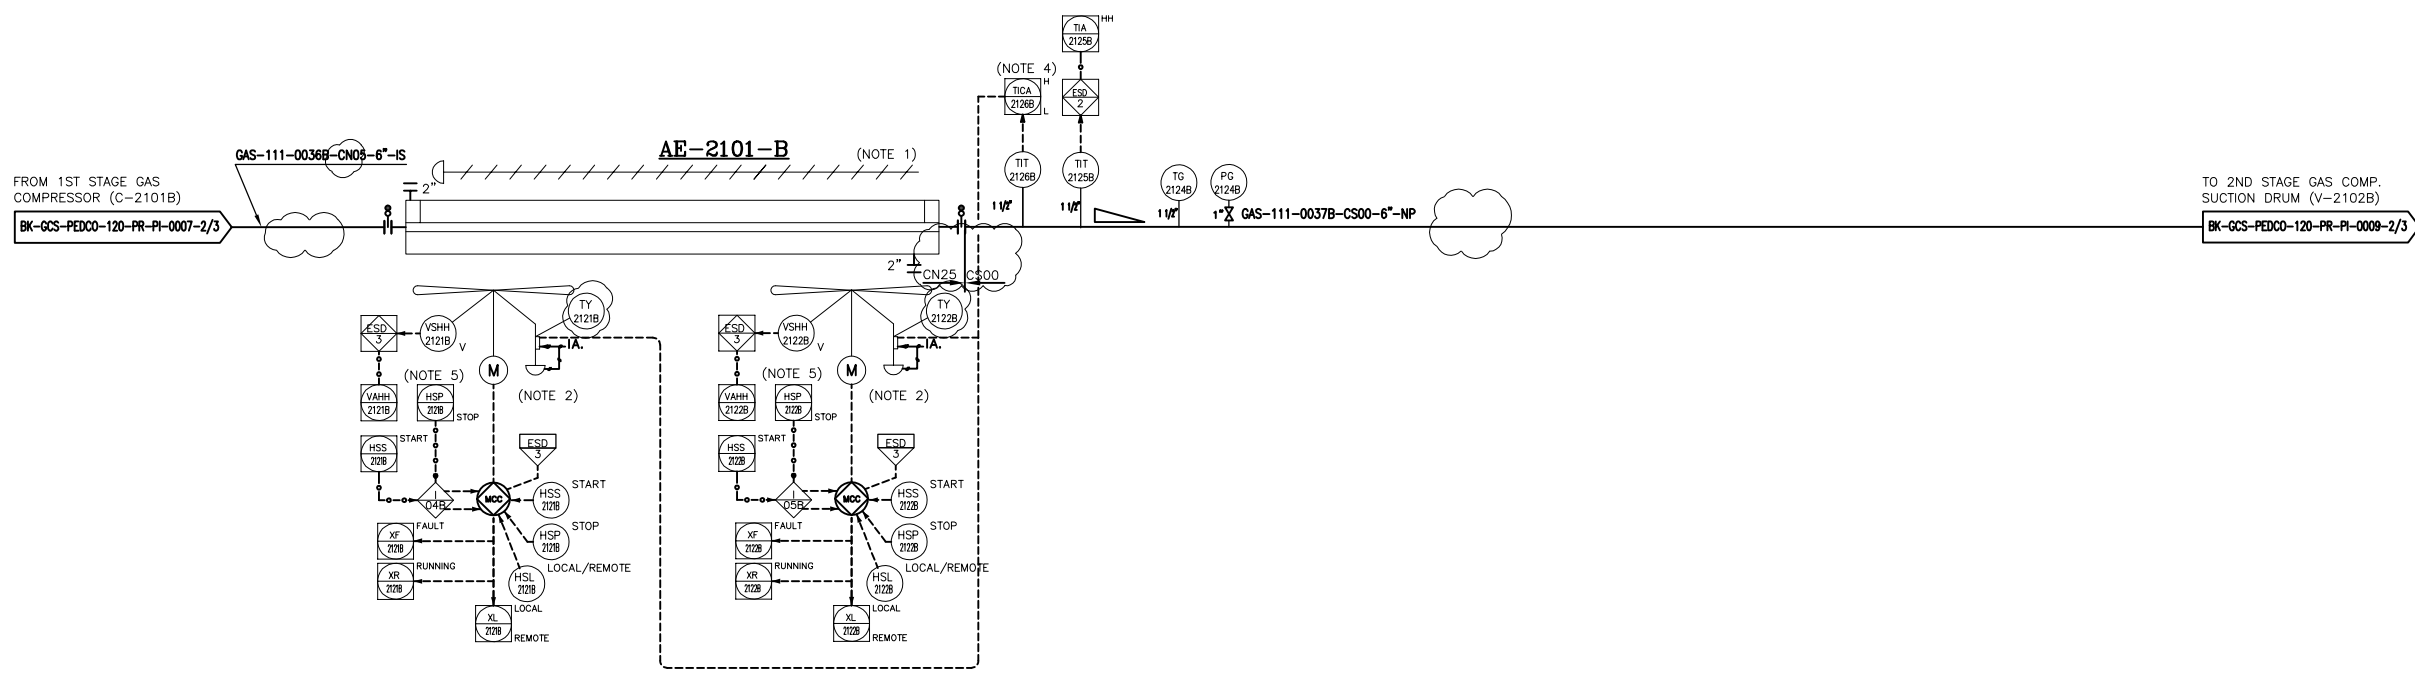 TIA
2125B
HH
(NOTE 4)
TICA
2126B
H
L
ESD
2
GAS-111-0036B-CN05-6"-IS
AE-2101-B
(NOTE 1)
TIT
2126B
TIT
2125B
TG
2124B
PG
2124B
FROM 1ST STAGE GAS
COMPRESSOR (C-2101B)
BK-GCS-PEDCO-120-PR-PI-0007-2/3
2"
1 1/2"
1 1/2"
1 1/2"
1"
GAS-111-0037B-CS00-6"-NP
TO 2ND STAGE GAS COMP.
SUCTION DRUM (V-2102B)
BK-GCS-PEDCO-120-PR-PI-0009-2/3
2"
CN25
CS00
TY
2121B
ESD
3
VSHH
2121B
V
IA.
(NOTE 5)
M
(NOTE 2)
VAHH
2121B
HSP
2121B
STOP
HSS
2121B
START
ESD
3
I
04B
MCC
HSS
2121B
START
HSP
2121B
STOP
XF
2121B
FAULT
XR
2121B
RUNNING
HSL
2121B
LOCAL/REMOTE
XL
2121B
LOCAL
REMOTE
TY
2122B
ESD
3
VSHH
2122B
V
IA.
(NOTE 5)
M
(NOTE 2)
VAHH
2122B
HSP
2122B
STOP
HSS
2122B
START
ESD
3
I
05B
MCC
HSS
2122B
START
HSP
2122B
STOP
XF
2122B
FAULT
XR
2122B
RUNNING
HSL
2122B
LOCAL/REMOTE
XL
2122B
LOCAL
REMOTE